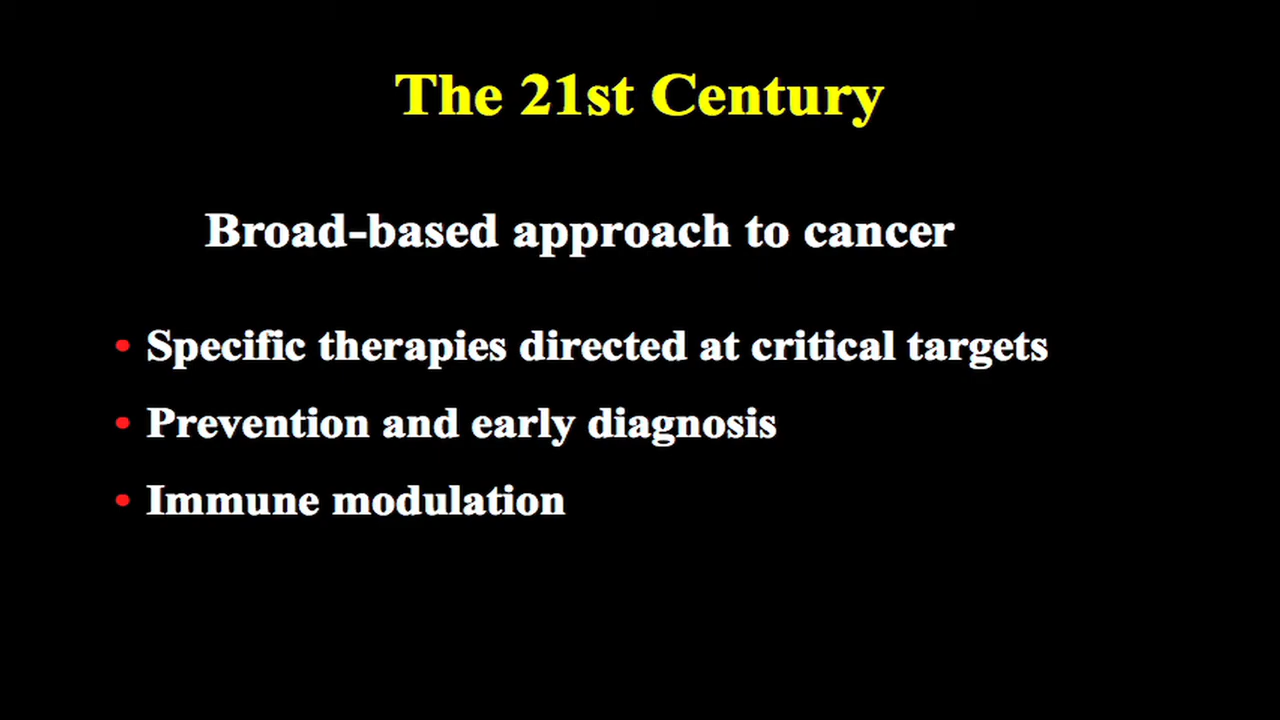 The 21st Century
Broad-based approach to cancer
• Specific therapies directed at critical targets
• Prevention and early diagnosis
• Immune modulation